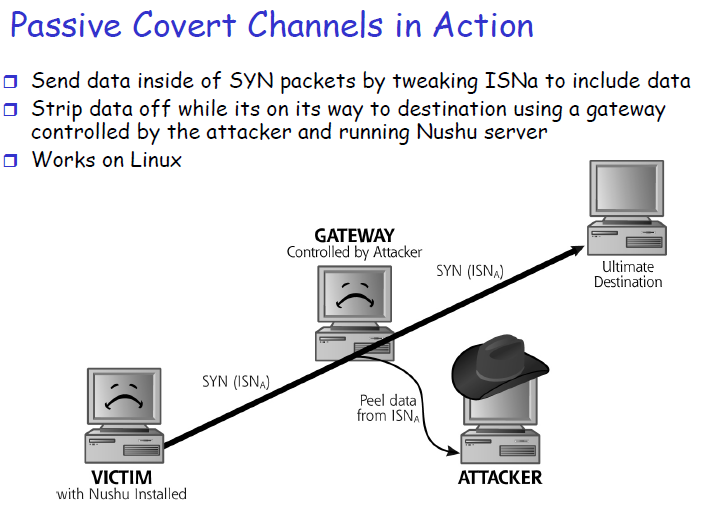 Passive Covert Channels in Action
Send data inside of SYN packets by tweaking ISNa to include data
Strip data off while its on its way to destination using a gateway
controlled by the attacker and running Nushu server
Works on Linux
GATEWAY
Controlled by Attacker
SYN (ISNA)
Ultimate
Destination
SYN (ISNA)
Peel data
from ISNA
VICTIM
with Nushu Installed
ATTACKER